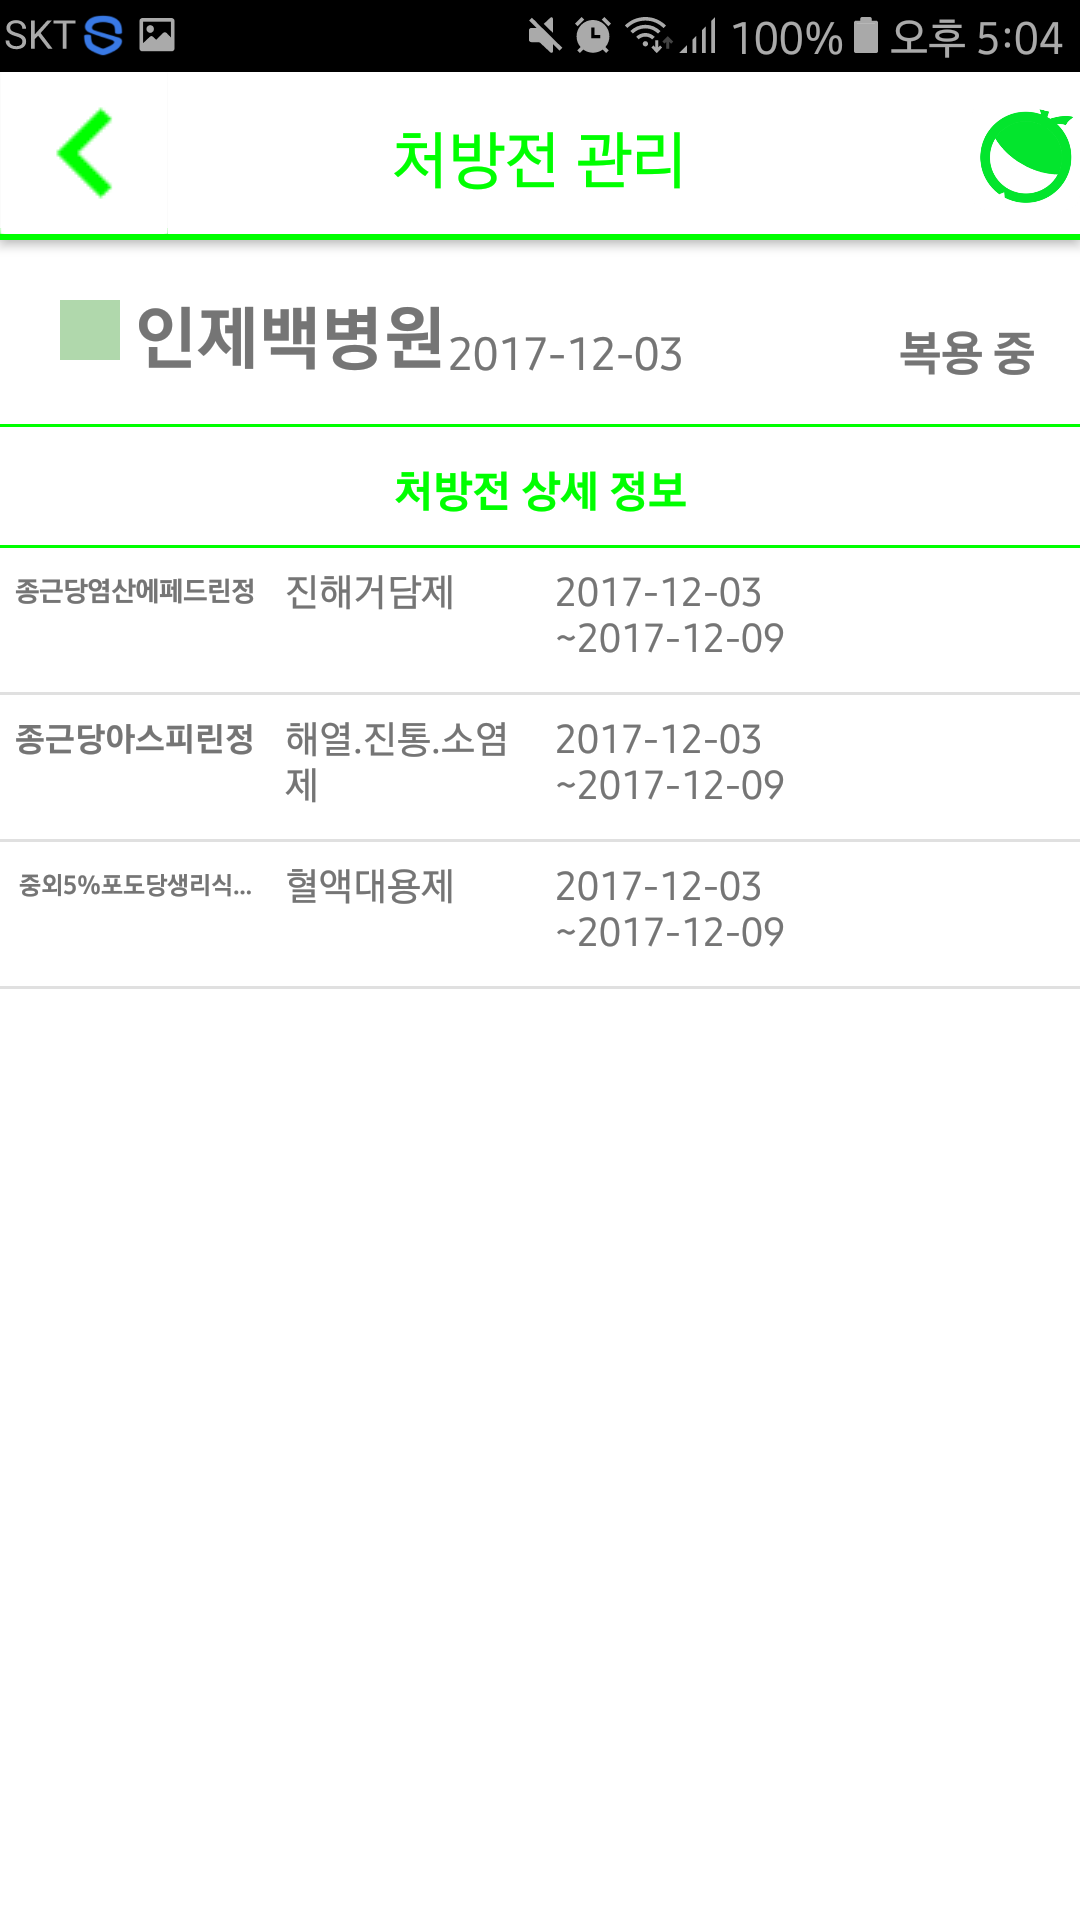 SKT 100% 오후 5:04
처방전 관리
인제백병원 2017-12-03 복용 중
처방전 상세 정보
종근당염산에페드린정 진해거담제 2017-12-03
~2017-12-09
종근당아스피린정 해열.진통.소염
제 2017-12-03
~2017-12-09
중외5%포도당생리식... 혈액대용제 2017-12-03
~2017-12-09